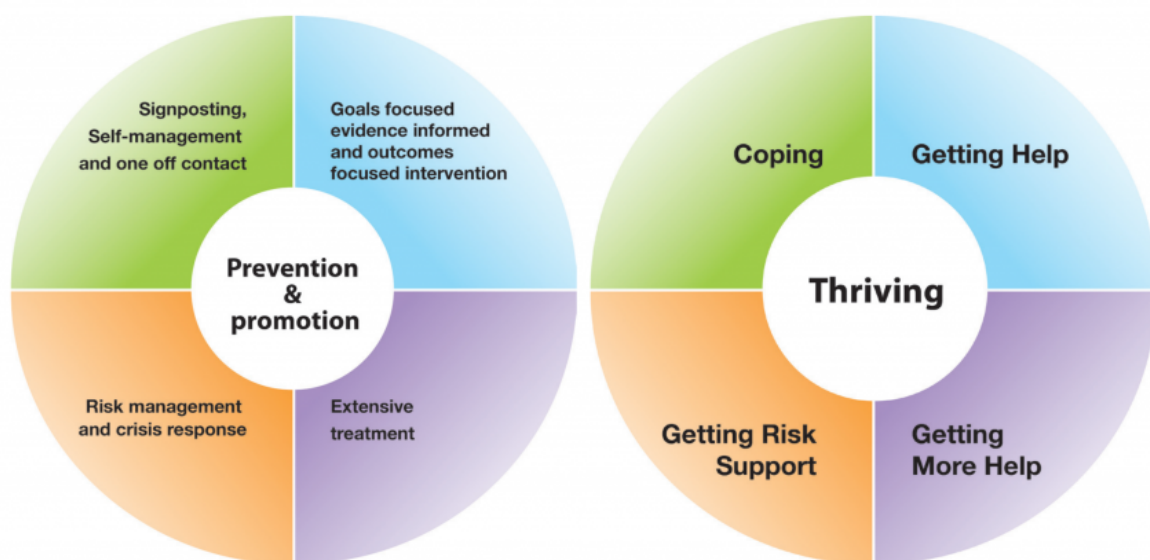 Signposting,
Self-management
and one off contact
Goals focused
evidence informed
and outcomes
focused intervention
Prevention
&
promotion
Risk management
and crisis response
Extensive
treatment
Coping
Getting Help
Thriving
Getting Risk
Support
Getting
More Help